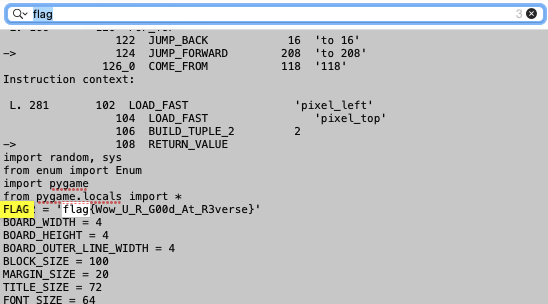 flag
3
122 JUMP_BACK 16 'to 16'
-> 124 JUMP_FORWARD 208 'to 208'
126_0 COME_FROM 118 '118'
Instruction context:
L. 281 102 LOAD_FAST 'pixel_left'
104 LOAD_FAST 'pixel_top'
106 BUILD_TUPLE_2 2
-> 108 RETURN_VALUE
import random, sys
from enum import Enum
import pygame
from pygame.locals import *
FLAG = 'flag{Wow_U_R_G00d_At_R3verse}'
BOARD_WIDTH = 4
BOARD_HEIGHT = 4
BOARD_OUTER_LINE_WIDTH = 4
BLOCK_SIZE = 100
MARGIN_SIZE = 20
TITLE_SIZE = 72
FONT_SIZE = 64